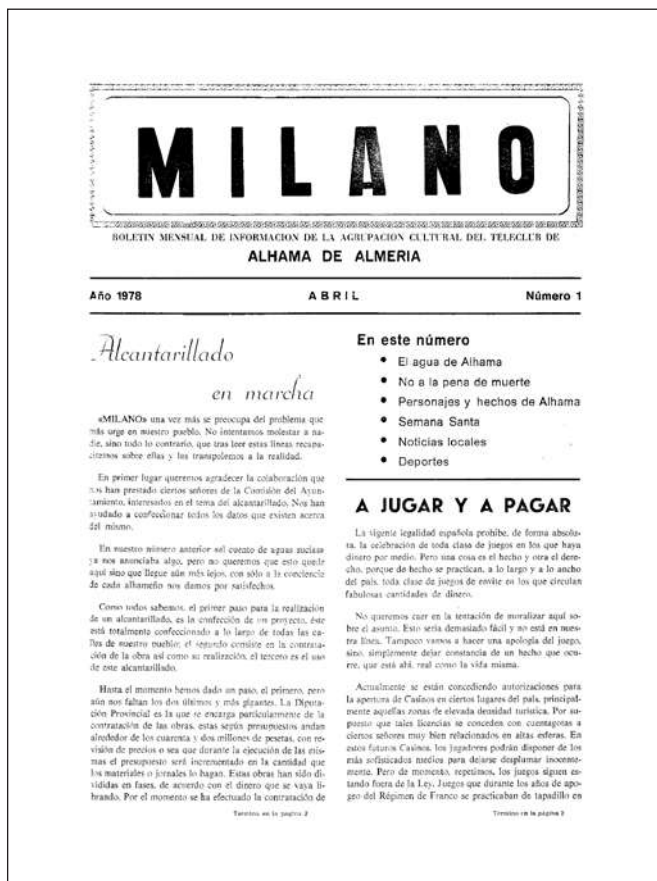 MILANO
BOLETIN MENSUAL DE INFORMACION DE LA AGRUPACION CULTURAL DEL TELECLUB DE
ALHAMA DE ALMERIA
Año 1978
ABRIL
Número 1
Alcantarillado
en marcha
«MILANO» una vez más se preocupa del problema que
más urge en nuestro pueblo. No intentamos molestar a na-
die, sino todo lo contrario, que tras leer estas líneas recapa-
citemos sobre ellas y las transpolemos a la realidad.
En primer lugar queremos agradecer la colaboración que
nos han prestado ciertos señores de la Comisión del Ayun-
tamiento, interesados en el tema del alcantarillado. Nos han
ayudado a confeccionar todos los datos que existen acerca
del mismo.
En nuestro número anterior «el cuento de aguas sucias»
ya nos anunciaba algo, pero no queremos que esto quede
aquí sino que llegue aún más lejos, con sólo a la conciencia
de cada alhameño nos damos por satisfechos.
Como todos sabemos, el primer paso para la realización
de un alcantarillado, es la confección de un proyecto, éste
está totalmente confeccionado a lo largo de todas las ca-
lles de nuestro pueblo; el segundo consiste en la contrata-
ción de la obra así como su realización, el tercero es el uso
de este alcantarillado.
Hasta el momento hemos dado un paso, el primero, pero
aún nos faltan los dos últimos y más gigantes. La Diputa-
ción Provincial es la que se encarga particularmente de la
contratación de las obras, estas según presupuestos andan
alrededor de los cuarenta y dos millones de pesetas, con re-
visión de precios o sea que durante la ejecución de las mis-
mas el presupuesto será incrementado en la cantidad que
los materiales o jornales lo hagan. Estas obras han sido di-
vididas en fases, de acuerdo con el dinero que se vaya li-
brando. Por el momento se ha efectuado la contratación de
Termina en la página 2
En este número
• El agua de Alhama
• No a la pena de muerte
• Personajes y hechos de Alhama
• Semana Santa
• Noticias locales
• Deportes
A JUGAR Y A PAGAR
La vigente legalidad española prohibe, de forma absolu-
ta, la celebración de toda clase de juegos en los que haya
dinero por medio. Pero una cosa es el hecho y otra el dere-
cho, porque de hecho se practican, a lo largo y a lo ancho
del país, toda clase de juegos de envite en los que circulan
fabulosas cantidades de dinero.
No queremos caer en la tentación de moralizar aquí so-
bre el asunto. Esto sería demasiado fácil y no está en nues-
tra línea. Tampoco vamos a hacer una apología del juego,
sino, simplemente dejar constancia de un hecho que ocu-
rre, que está ahí, real como la vida misma.
Actualmente se están concediendo autorizaciones para
la apertura de Casinos en ciertos lugares del país, principal-
mente aquellas zonas de elevada densidad turística. Por su-
puesto que tales licencias se conceden con cuentagotas a
ciertos señores muy bien relacionados en altas esferas. En
estos futuros Casinos, los jugadores podrán disponer de los
más sofisticados medios para dejarse desplumar inocente-
mente. Pero de momento, repetimos, los juegos siguen es-
tando fuera de la Ley. Juegos que durante los años de apo-
geo del Régimen de Franco se practicaban de tapadillo en
Termina en la página 2